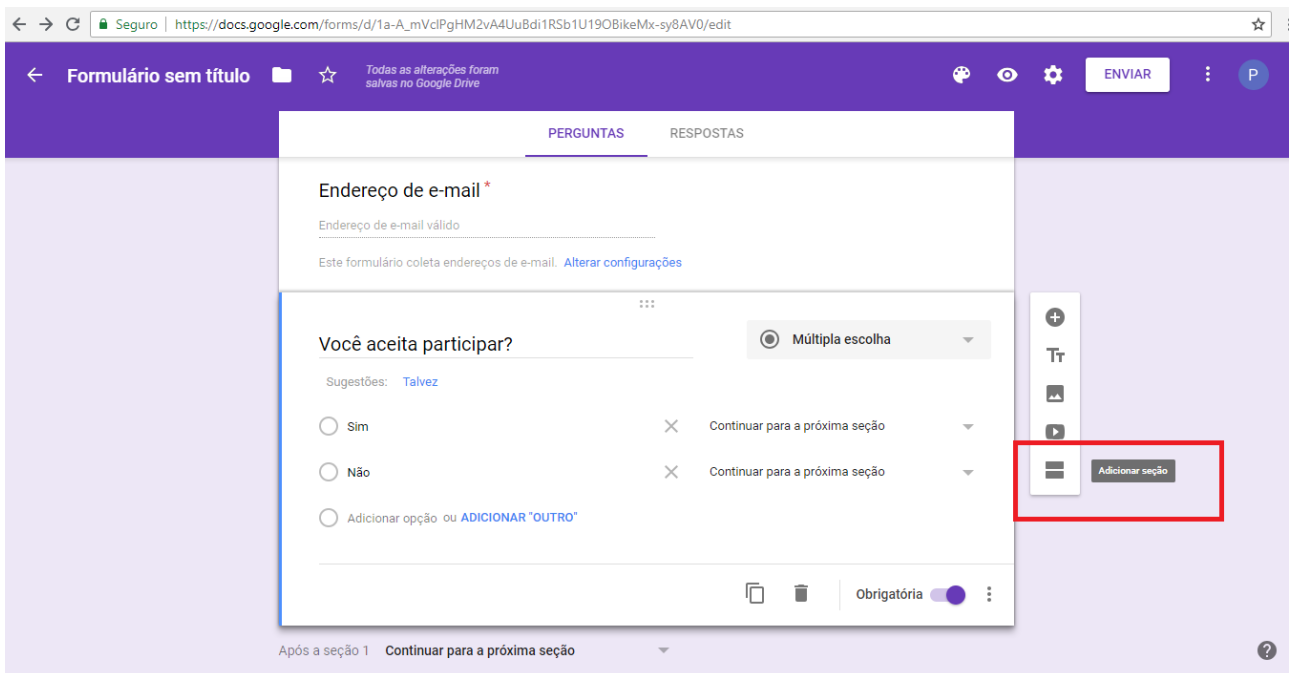 Seguro | https://docs.google.com/forms/d/1a-A_mVclPgHM2vA4UuBdi1RSb1U19OBikeMx-sy8AV0/edit
Formulário sem título
Todas as alterações foram
salvas no Google Drive
ENVIAR
P
PERGUNTAS RESPOSTAS
Endereço de e-mail *
Endereço de e-mail válido
Este formulário coleta endereços de e-mail. Alterar configurações
Você aceita participar?
Múltipla escolha
Tт
Sugestões: Talvez
Sim Continuar para a próxima seção
Não Continuar para a próxima seção
Adicionar seção
Adicionar opção ou ADICIONAR "OUTRO"
Obrigatória
Após a seção 1 Continuar para a próxima seção